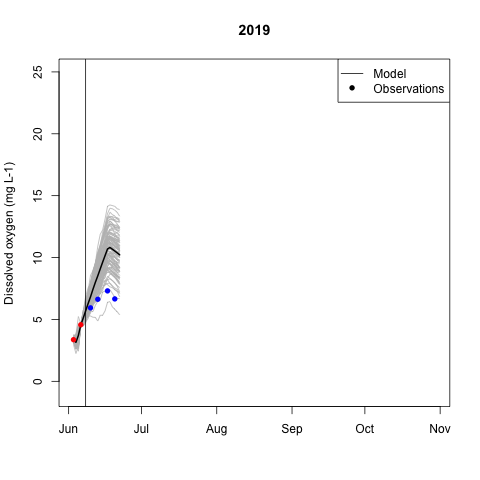 2019
Dissolved oxygen (mg L-1)
25
20
15
10
5
0
Model
Observations
Jun Jul Aug Sep Oct Nov